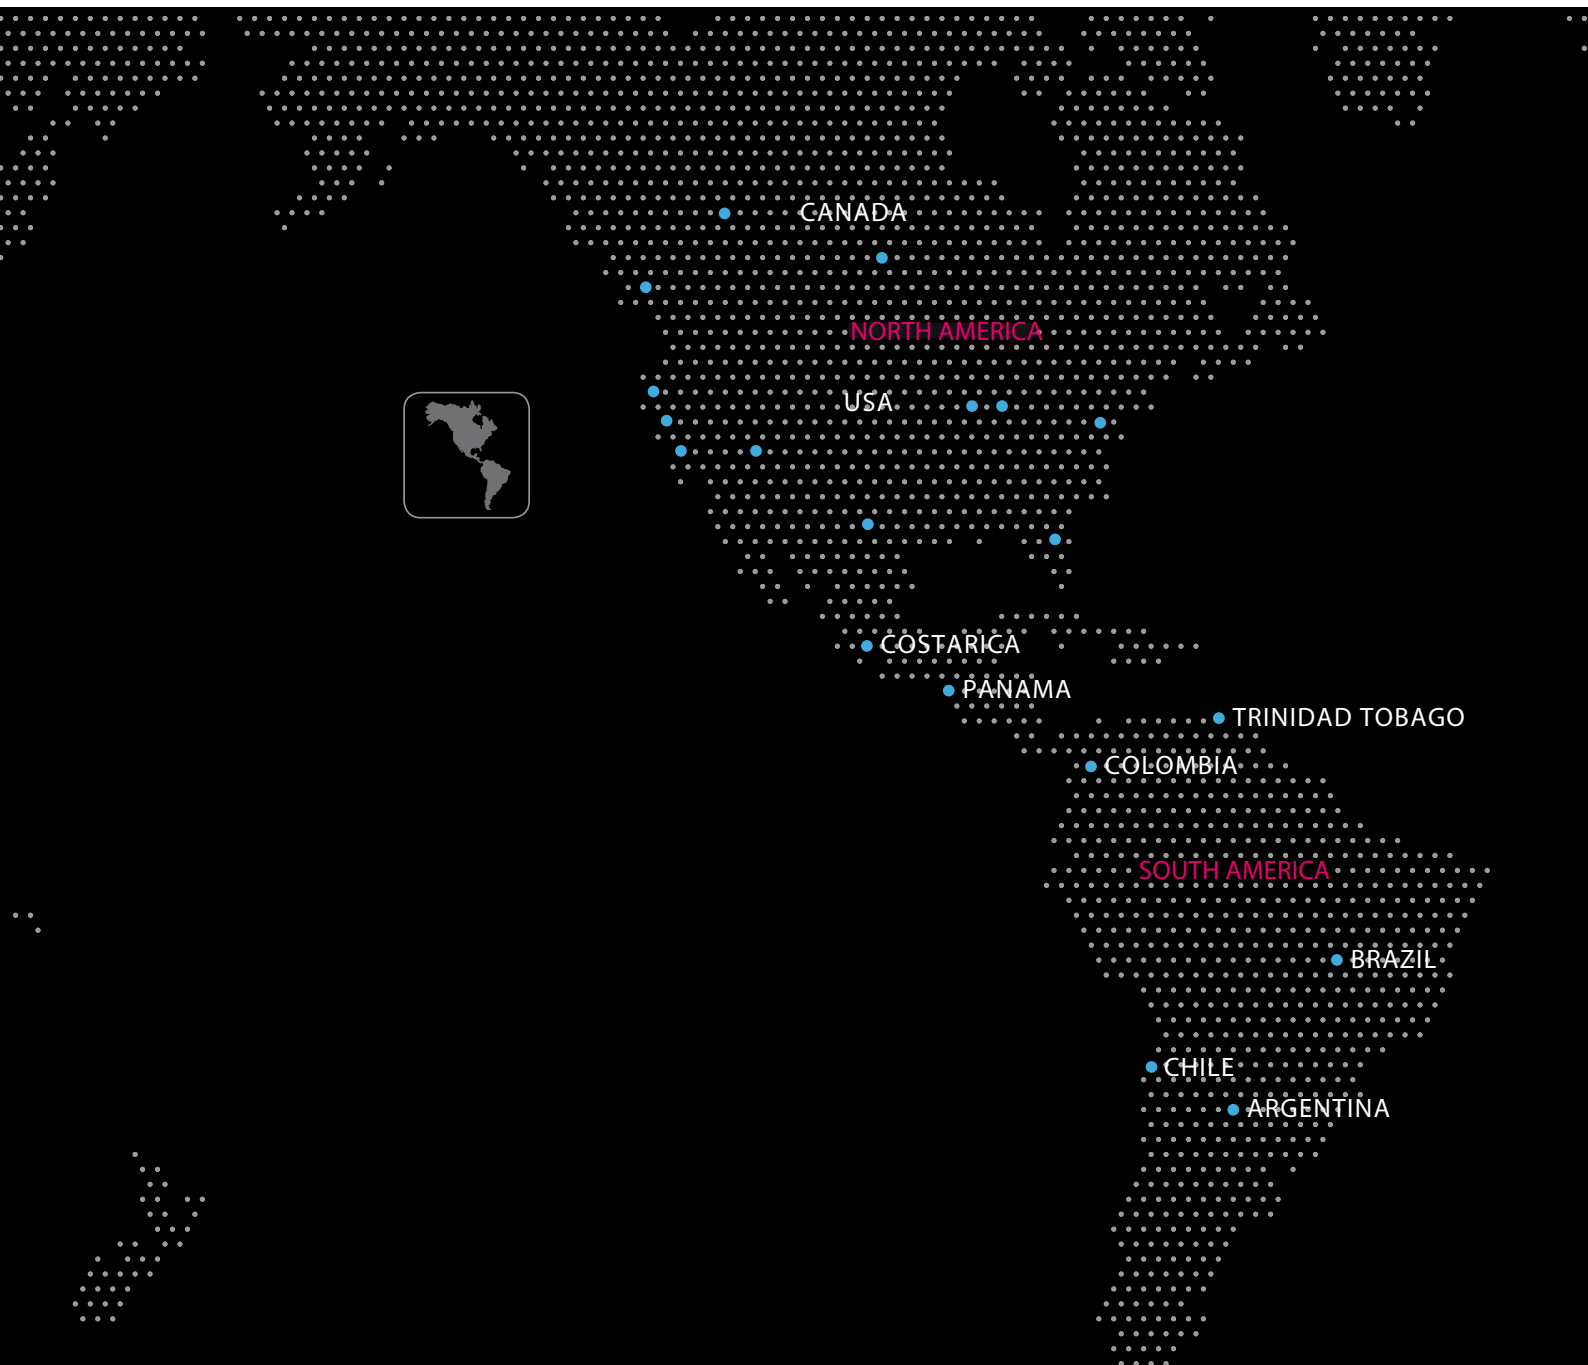 CANADA
NORTH AMERICA
USA
COSTARICA
PANAMA
TRINIDAD TOBAGO
COLOMBIA
SOUTH AMERICA
BRAZIL
CHILE
ARGENTINA